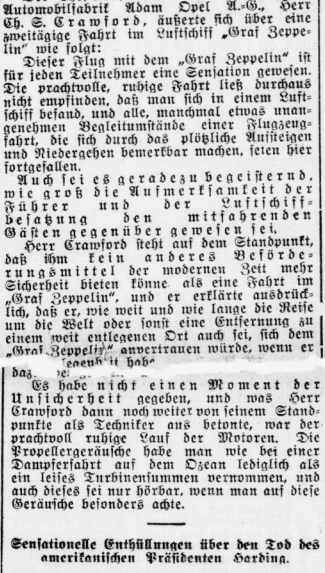 Automobilfabrik Adam Opel A.-G., Herr
Ch. S. Crawford, äußerte sich über eine
zweitägige Fahrt im Luftschiff „Graf Zeppe-
lin“ wie folgt:
Dieser Flug mit dem „Graf Zeppelin“ ist
für jeden Teilnehmer eine Sensation gewesen.
Die prachtvolle, ruhige Fahrt ließ durchaus
nicht empfinden, daß man sich in einem Luft-
schiff befand, und alle, manchmal etwas unan-
genehmen Begleitumstände einer Flugzeug-
fahrt, die sich durch das plötzliche Aufsteigen
und Niedergehen bemerkbar machen, seien hier
fortgefallen.
Auch sei es geradezu begeisternd,
wie groß die Aufmerksamkeit der
Führer und der Luftschiff-
besatzung den mitfahrenden
Gästen gegenüber gewesen sei.
Herr Crawford steht auf dem Standpunkt,
daß ihm kein anderes Beförde-
rungsmittel der modernen Zeit mehr
Sicherheit bieten könne als eine Fahrt im
„Graf Zeppelin“, und er erklärte ausdrück-
lich, daß er, wie weit und wie lange die Reise
um die Welt oder sonst eine Entfernung zu
einem weit entlegenen Ort auch sei, sich dem
„Graf Zeppelin“ anvertrauen würde, wenn er
habe
Es habe nicht einen Moment der
Unsicherheit gegeben, und was Herr
Crawford dann noch weiter von seinem Stand-
punkte als Techniker aus betonte, war der
prachtvoll ruhige Lauf der Motoren. Die
Propellergeräusche habe man wie bei einer
Dampferfahrt auf dem Ozean lediglich als
ein leises Turbinensummen vernommen, und
auch dieses sei nur hörbar, wenn man auf diese
Geräusche besonders achte.
Sensationelle Enthüllungen über den Tod des
amerikanischen Präsidenten Harding.